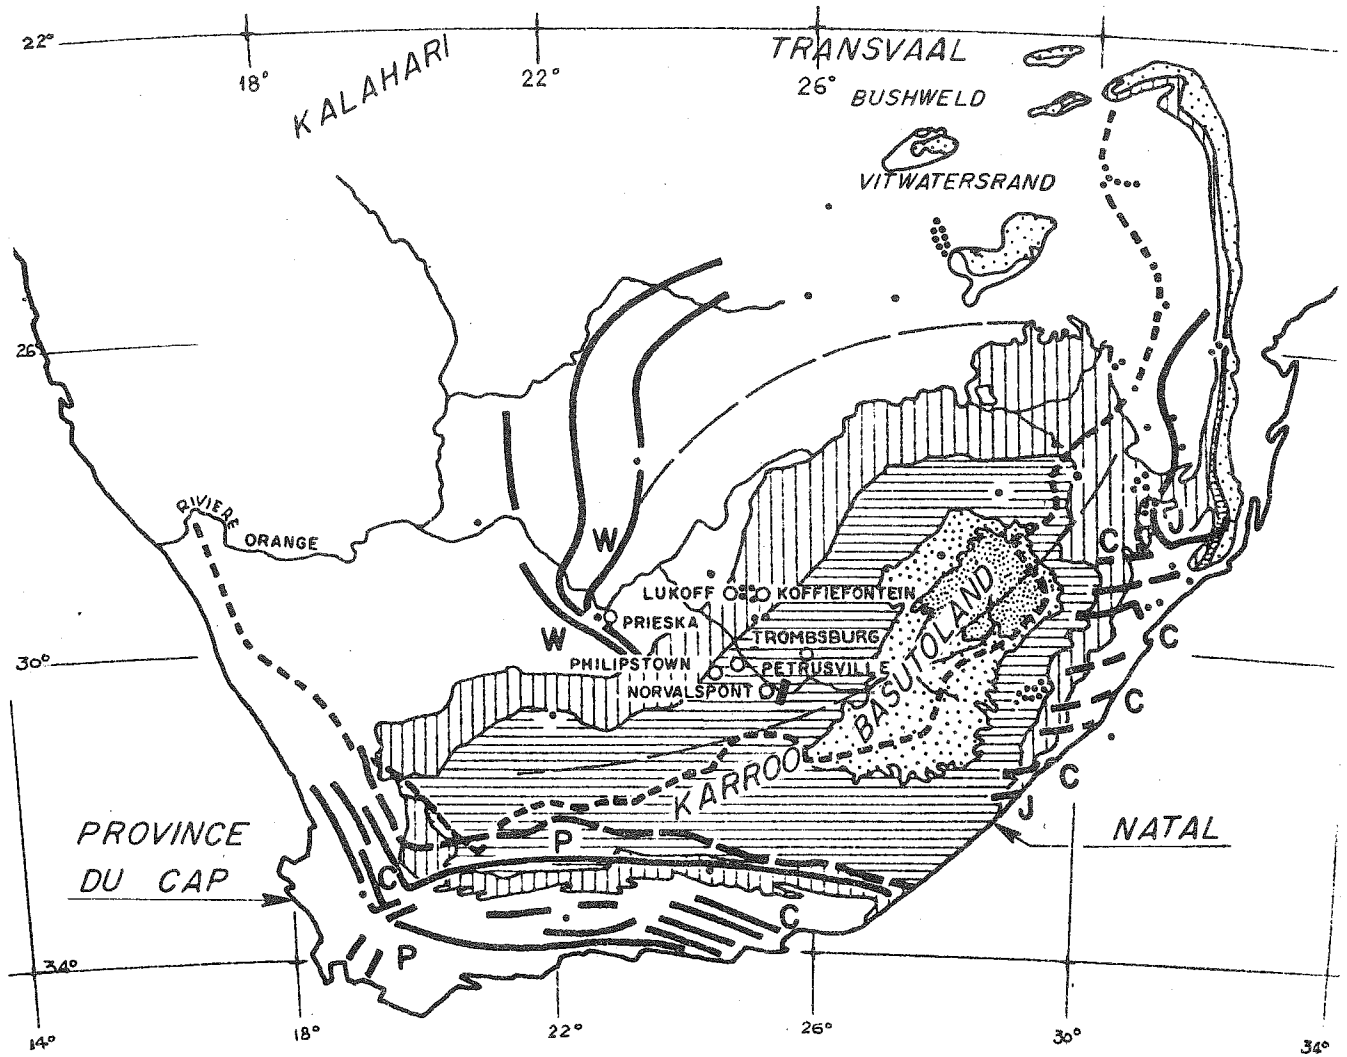 22°
18°
22°
26°
KALAHARI
TRANSVAAL
BUSHWELD
VITWATERSRAND
26°
RIVIERE
ORANGE
W
J
C
LUKOFF
KOFFIEFONTEIN
PRIESKA
W
TROMBSBURG
C
PHILIPSTOWN
PETRUSVILLE
30°
NORVALSPONT
BASUTOLAND
C
KARROO
C
J
PROVINCE
DU CAP
P
NATAL
C
C
P
34°
14°
18°
22°
26°
30°
34°